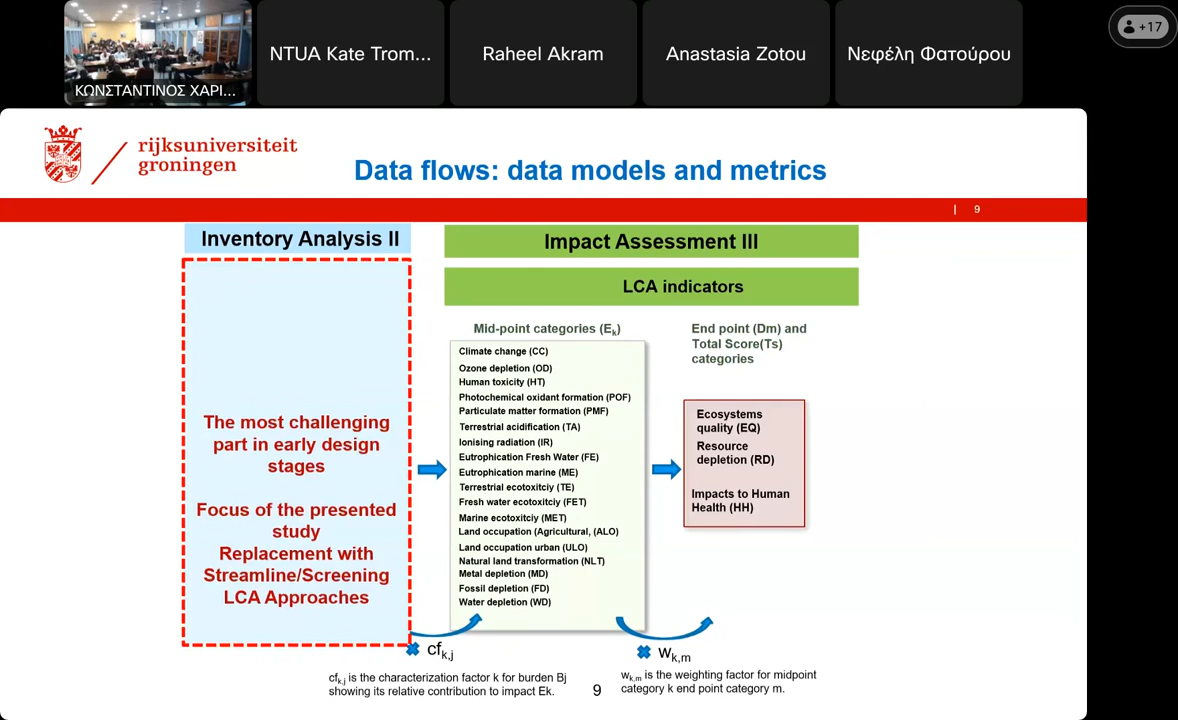 ΚΩΝΣΤΑΝΤΙΝΟΣ ΧΑΡΙ...
NTUA Kate Trom...
Raheel Akram
Anastasia Zotou
Νεφέλη Φατούρου
+17
rijksuniversiteit
groningen
Data flows: data models and metrics
| 9
Inventory Analysis II
The most challenging
part in early design
stages
Focus of the presented
study
Replacement with
Streamline/Screening
LCA Approaches
Impact Assessment III
LCA indicators
Mid-point categories (Ek)
Climate change (CC)
Ozone depletion (OD)
Human toxicity (HT)
Photochemical oxidant formation (POF)
Particulate matter formation (PMF)
Terrestrial acidification (TA)
Ionising radiation (IR)
Eutrophication Fresh Water (FE)
Eutrophication marine (ME)
Terrestrial ecotoxitciy (TE)
Fresh water ecotoxitciy (FET)
Marine ecotoxitciy (MET)
Land occupation (Agricultural, (ALO)
Land occupation urban (ULO)
Natural land transformation (NLT)
Metal depletion (MD)
Fossil depletion (FD)
Water depletion (WD)
End point (Dm) and
Total Score(Ts)
categories
Ecosystems
quality (EQ)
Resource
depletion (RD)
Impacts to Human
Health (HH)
cfk,j
wk,m
cfk,j is the characterization factor k for burden Bj
showing its relative contribution to impact Ek.
9
wk,m is the weighting factor for midpoint
category k end point category m.